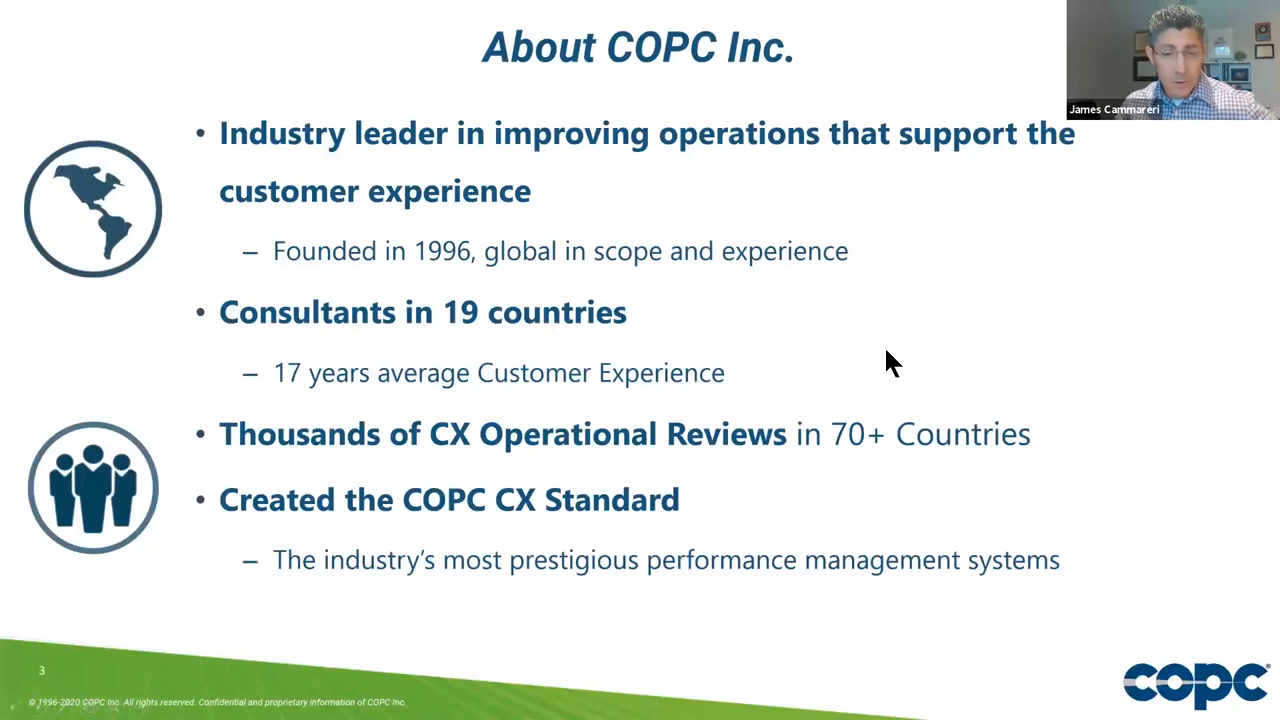 About COPC Inc.
James Cammareri
• Industry leader in improving operations that support the
customer experience
– Founded in 1996, global in scope and experience
• Consultants in 19 countries
– 17 years average Customer Experience
• Thousands of CX Operational Reviews in 70+ Countries
• Created the COPC CX Standard
– The industry's most prestigious performance management systems
3
© 1996-2020 COPC Inc. All rights reserved. Confidential and proprietary information of COPC Inc.
copc®